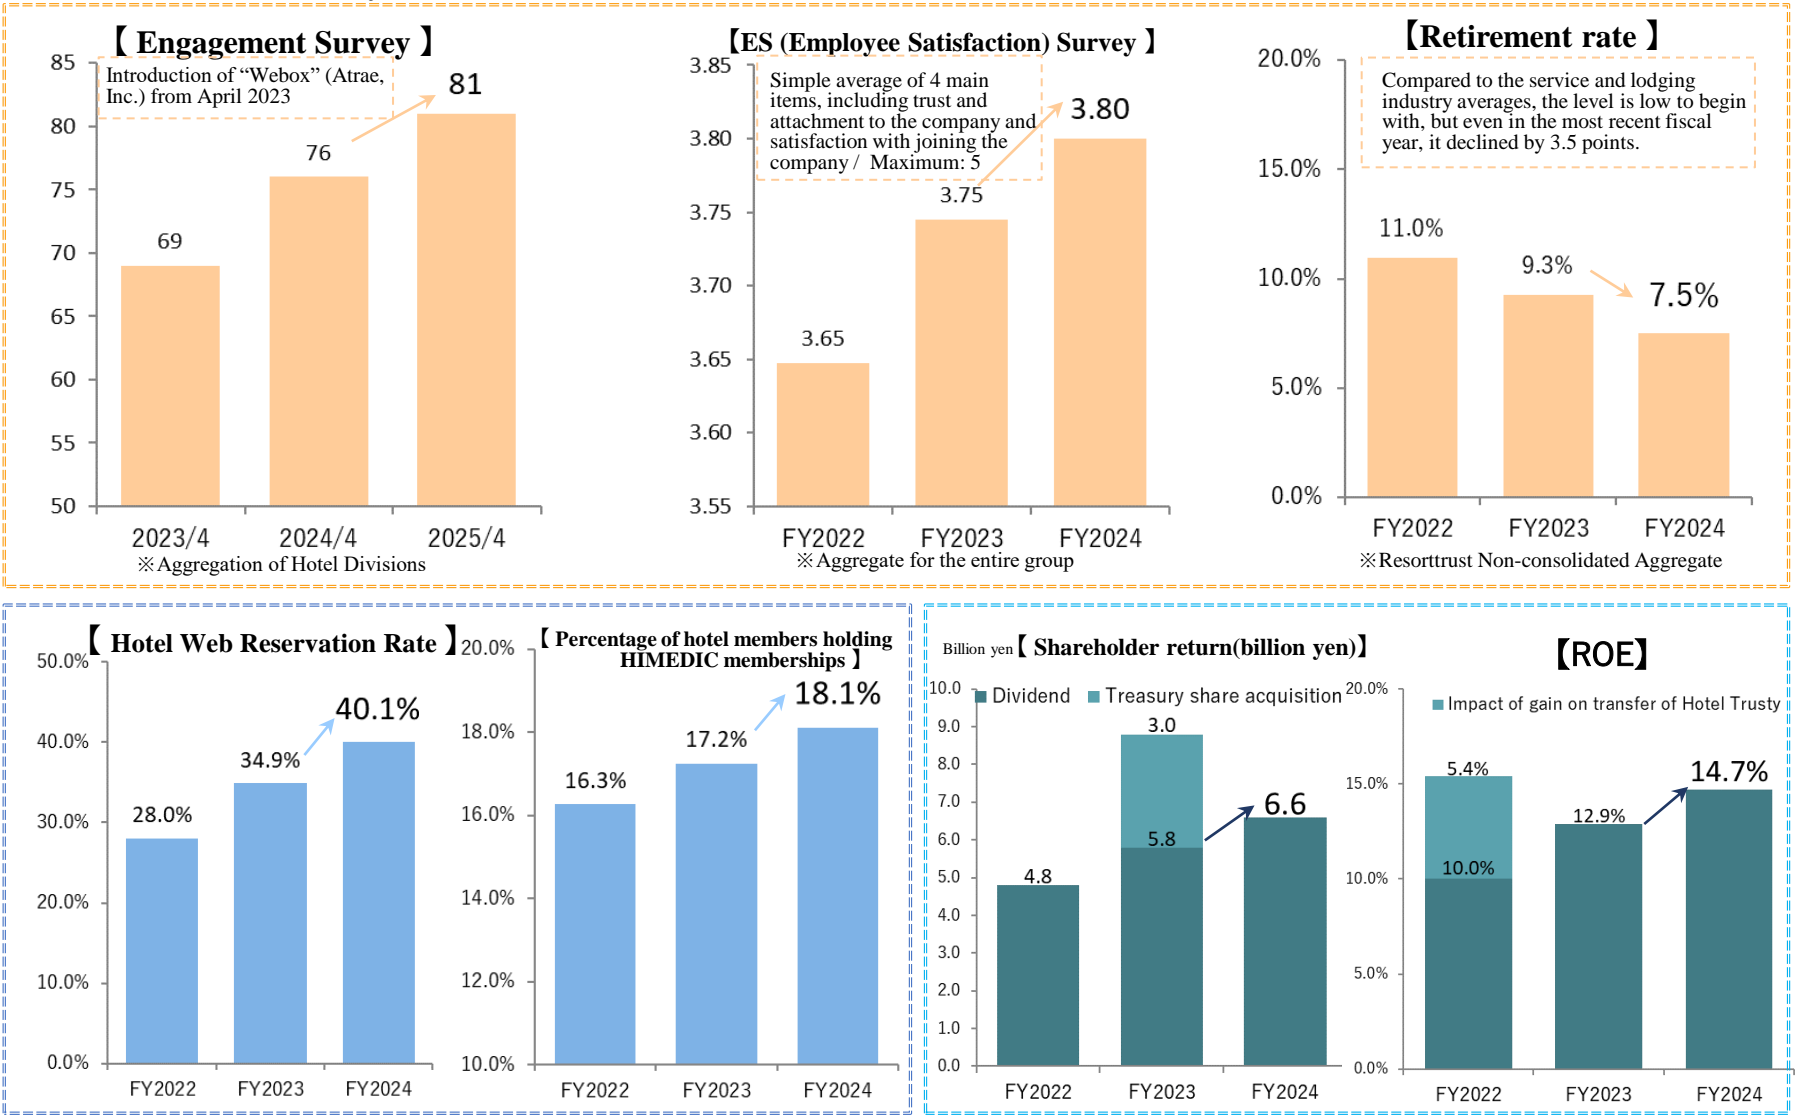 【 Engagement Survey 】
Introduction of “Webox” (Atrae,
Inc.) from April 2023
85
80
75
70
65
60
55
50
69
76
81
2023/4
2024/4
2025/4
※Aggregation of Hotel Divisions
【ES (Employee Satisfaction) Survey 】
Simple average of 4 main
items, including trust and
attachment to the company and
satisfaction with joining the
company / Maximum: 5
3.85
3.80
3.75
3.70
3.65
3.60
3.55
3.65
3.75
3.80
FY2022
FY2023
FY2024
※Aggregate for the entire group
【Retirement rate 】
Compared to the service and lodging
industry averages, the level is low to begin
with, but even in the most recent fiscal
year, it declined by 3.5 points.
20.0%
15.0%
10.0%
5.0%
0.0%
11.0%
9.3%
7.5%
FY2022
FY2023
FY2024
※Resorttrust Non-consolidated Aggregate
【 Hotel Web Reservation Rate 】
50.0%
40.0%
30.0%
20.0%
10.0%
0.0%
28.0%
34.9%
40.1%
FY2022
FY2023
FY2024
【 Percentage of hotel members holding
HIMEDIC memberships 】
20.0%
18.0%
16.0%
14.0%
12.0%
10.0%
16.3%
17.2%
18.1%
FY2022
FY2023
FY2024
Billion yen【 Shareholder return(billion yen)】
Dividend
Treasury share acquisition
10.0
9.0
8.0
7.0
6.0
5.0
4.0
3.0
2.0
1.0
0.0
4.8
3.0
5.8
6.6
FY2022
FY2023
FY2024
【ROE】
Impact of gain on transfer of Hotel Trusty
20.0%
15.0%
10.0%
5.0%
0.0%
5.4%
10.0%
12.9%
14.7%
FY2022
FY2023
FY2024